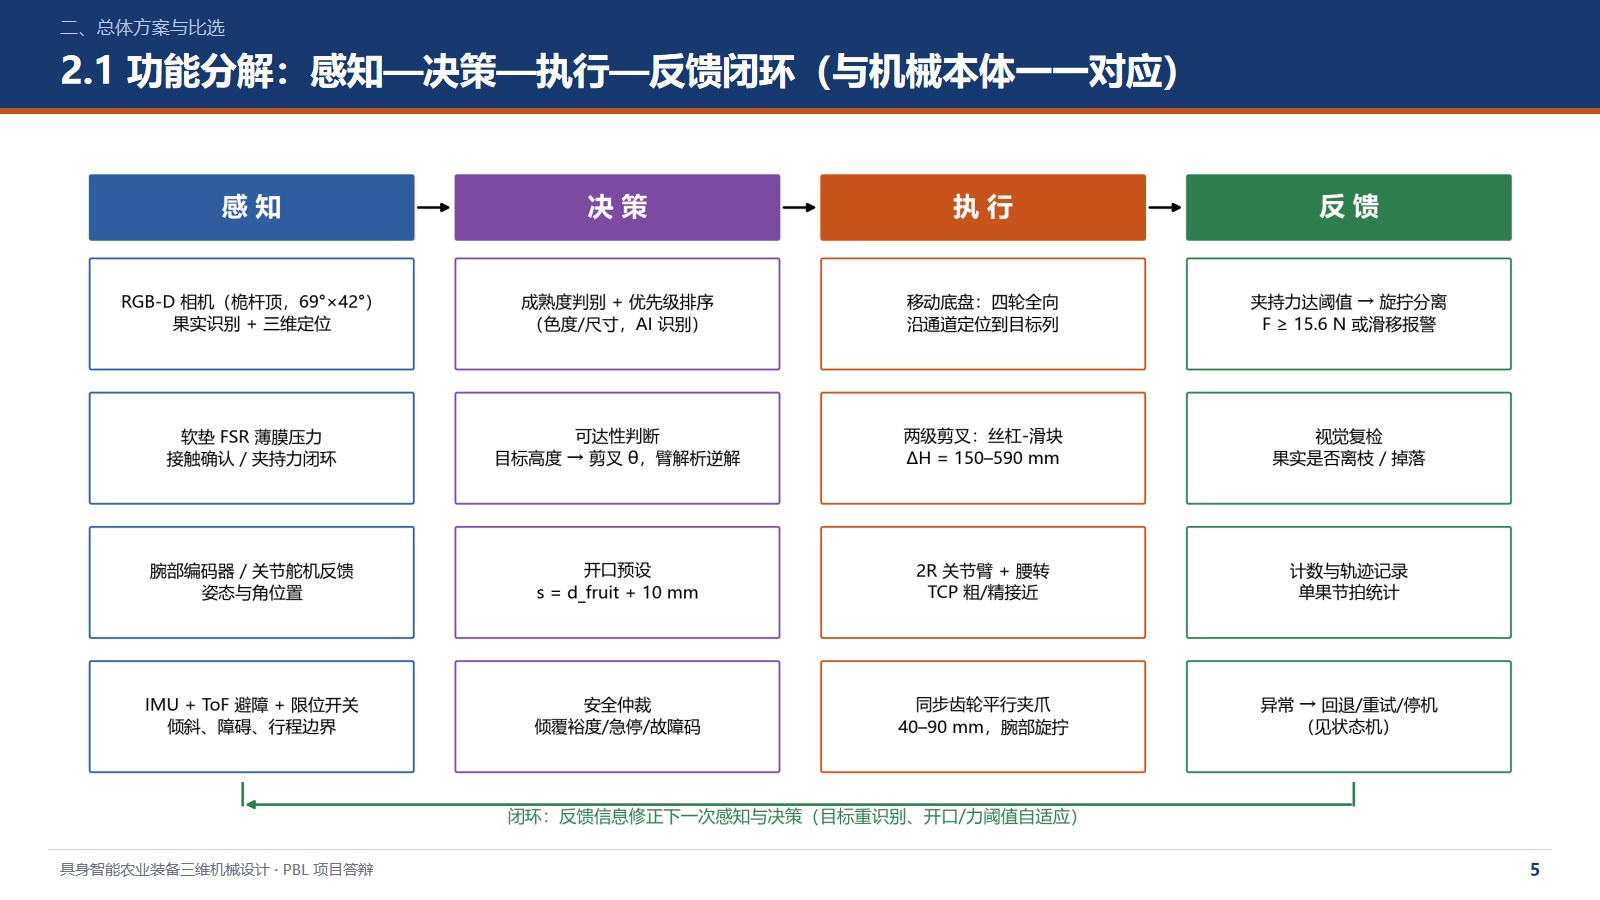 二、总体方案与比选
2.1 功能分解：感知—决策—执行—反馈闭环（与机械本体一一对应）
感 知
决 策
执 行
反 馈
RGB-D 相机（桅杆顶，69°×42°）
果实识别 + 三维定位
成熟度判别 + 优先级排序
（色度/尺寸，AI 识别）
移动底盘：四轮全向
沿通道定位到目标列
夹持力达阈值 → 旋拧分离
F ≥ 15.6 N 或滑移报警
软垫 FSR 薄膜压力
接触确认 / 夹持力闭环
可达性判断
目标高度 → 剪叉 θ，臂解析逆解
两级剪叉：丝杠-滑块
ΔH = 150–590 mm
视觉复检
果实是否离枝 / 掉落
腕部编码器 / 关节舵机反馈
姿态与角位置
开口预设
s = d_fruit + 10 mm
2R 关节臂 + 腰转
TCP 粗/精接近
计数与轨迹记录
单果节拍统计
IMU + ToF 避障 + 限位开关
倾斜、障碍、行程边界
安全仲裁
倾覆裕度/急停/故障码
同步齿轮平行夹爪
40–90 mm，腕部旋拧
异常 → 回退/重试/停机
（见状态机）
闭环：反馈信息修正下一次感知与决策（目标重识别、开口/力阈值自适应）
具身智能农业装备三维机械设计 · PBL 项目答辩
5